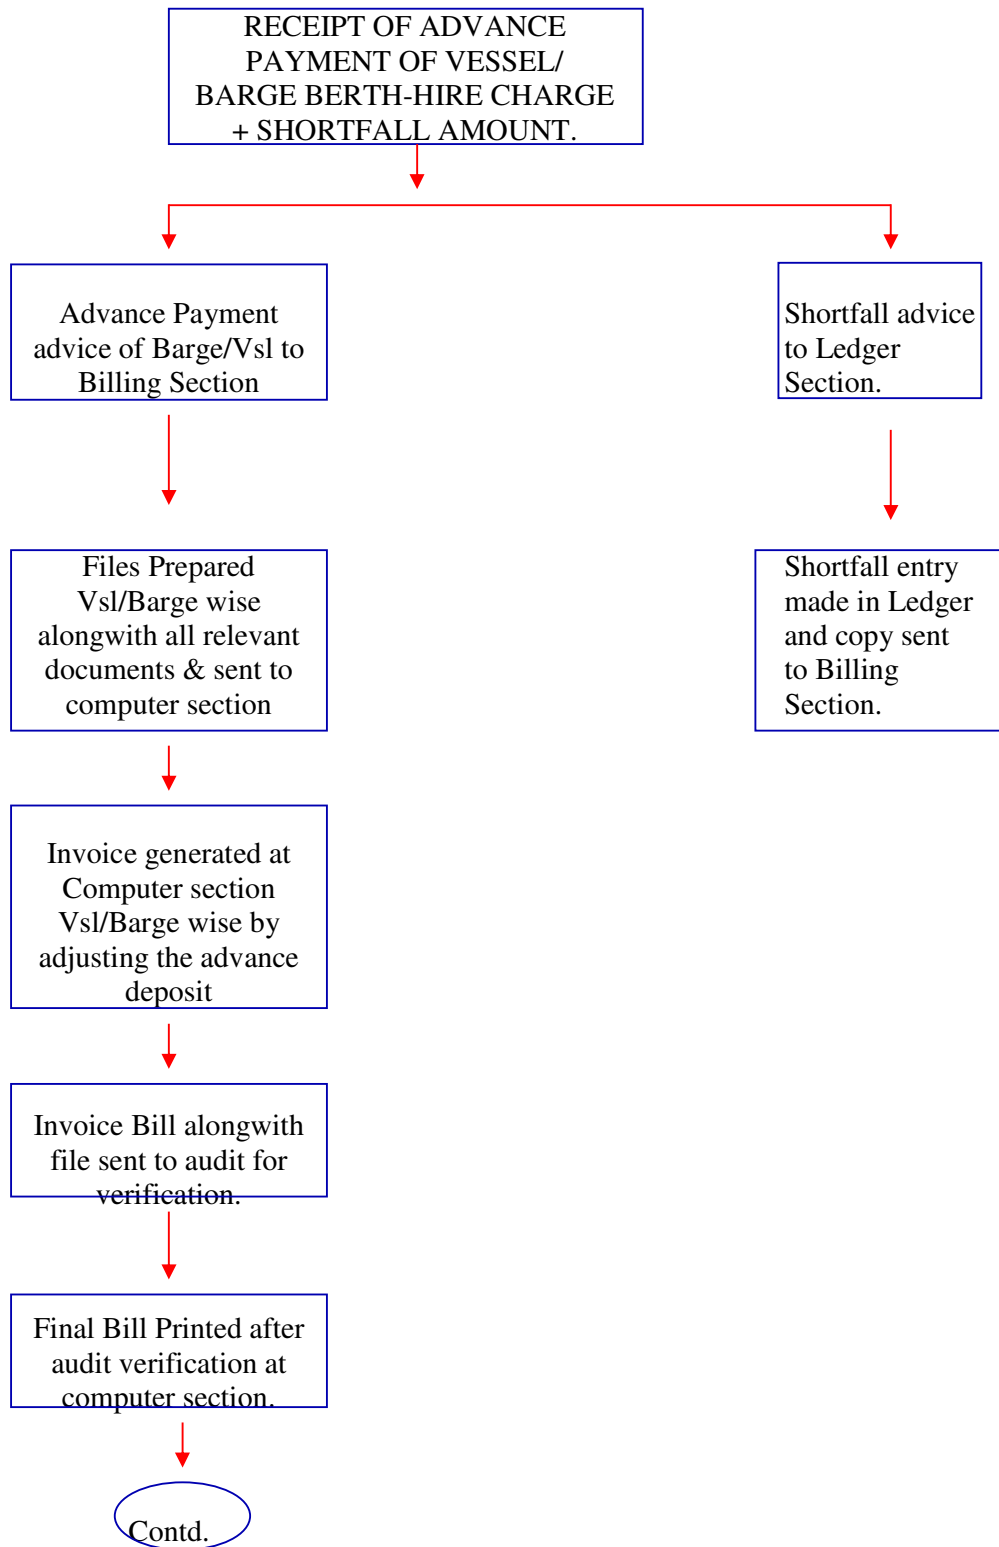 RECEIPT OF ADVANCE
PAYMENT OF VESSEL/
BARGE BERTH-HIRE CHARGE
+ SHORTFALL AMOUNT.
Advance Payment
advice of Barge/Vsl to
Billing Section
Shortfall advice
to Ledger
Section.
Files Prepared
Vsl/Barge wise
alongwith all relevant
documents & sent to
computer section
Shortfall entry
made in Ledger
and copy sent
to Billing
Section.
Invoice generated at
Computer section
Vsl/Barge wise by
adjusting the advance
deposit
Invoice Bill alongwith
file sent to audit for
verification.
Final Bill Printed after
audit verification at
computer section.
Contd.